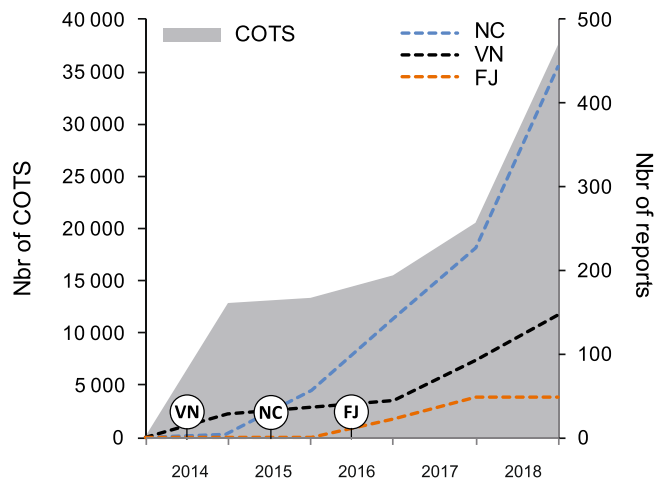 40 000
35 000
30 000
25 000
20 000
15 000
10 000
5 000
0
Nbr of COTS
COTS
NC
VN
FJ
500
400
300
200
100
0
Nbr of reports
VN
NC
FJ
2014 2015 2016 2017 2018